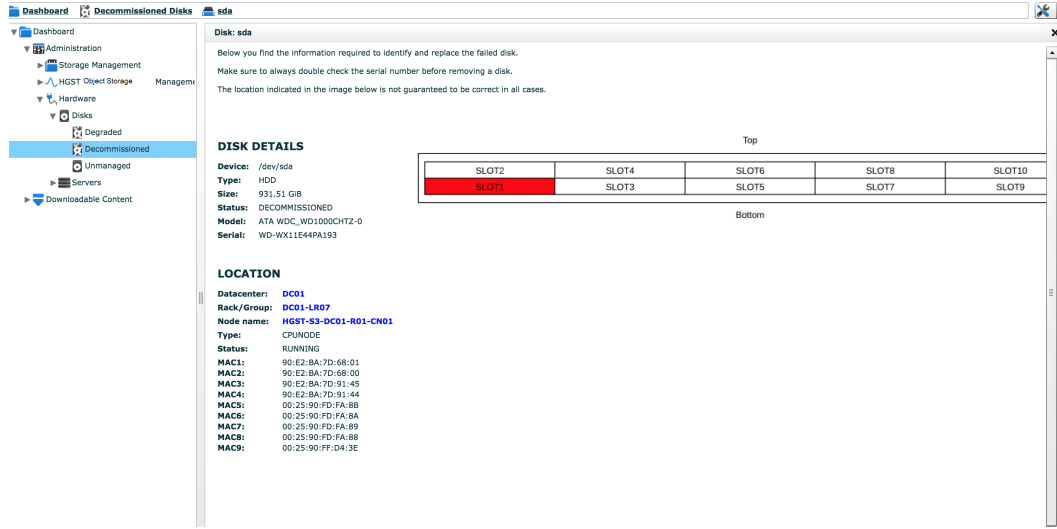 Dashboard Decommissioned Disks sda
Dashboard
Administration
Storage Management
HGST Object Storage Manageme
Hardware
Disks
Degraded
Decommissioned
Unmanaged
Servers
Downloadable Content
Disk: sda
Below you find the information required to identify and replace the failed disk.
Make sure to always double check the serial number before removing a disk.
The location indicated in the image below is not guaranteed to be correct in all cases.
DISK DETAILS
Device: /dev/sda
Type: HDD
Size: 931.51 GiB
Status: DECOMMISSIONED
Model: ATA WDC_WD1000CHTZ-0
Serial: WD-WX11E44PA193
Top
SLOT2 SLOT4 SLOT6 SLOT8 SLOT10
SLOT1 SLOT3 SLOT5 SLOT7 SLOT9
Bottom
LOCATION
Datacenter: DC01
Rack/Group: DC01-LR07
Node name: HGST-S3-DC01-R01-CN01
Type: CPUNODE
Status: RUNNING
MAC1: 90:E2:BA:7D:68:01
MAC2: 90:E2:BA:7D:68:00
MAC3: 90:E2:BA:7D:91:45
MAC4: 90:E2:BA:7D:91:44
MAC5: 00:25:90:FD:FA:8B
MAC6: 00:25:90:FD:FA:8A
MAC7: 00:25:90:FD:FA:89
MAC8: 00:25:90:FD:FA:88
MAC9: 00:25:90:FF:D4:3E